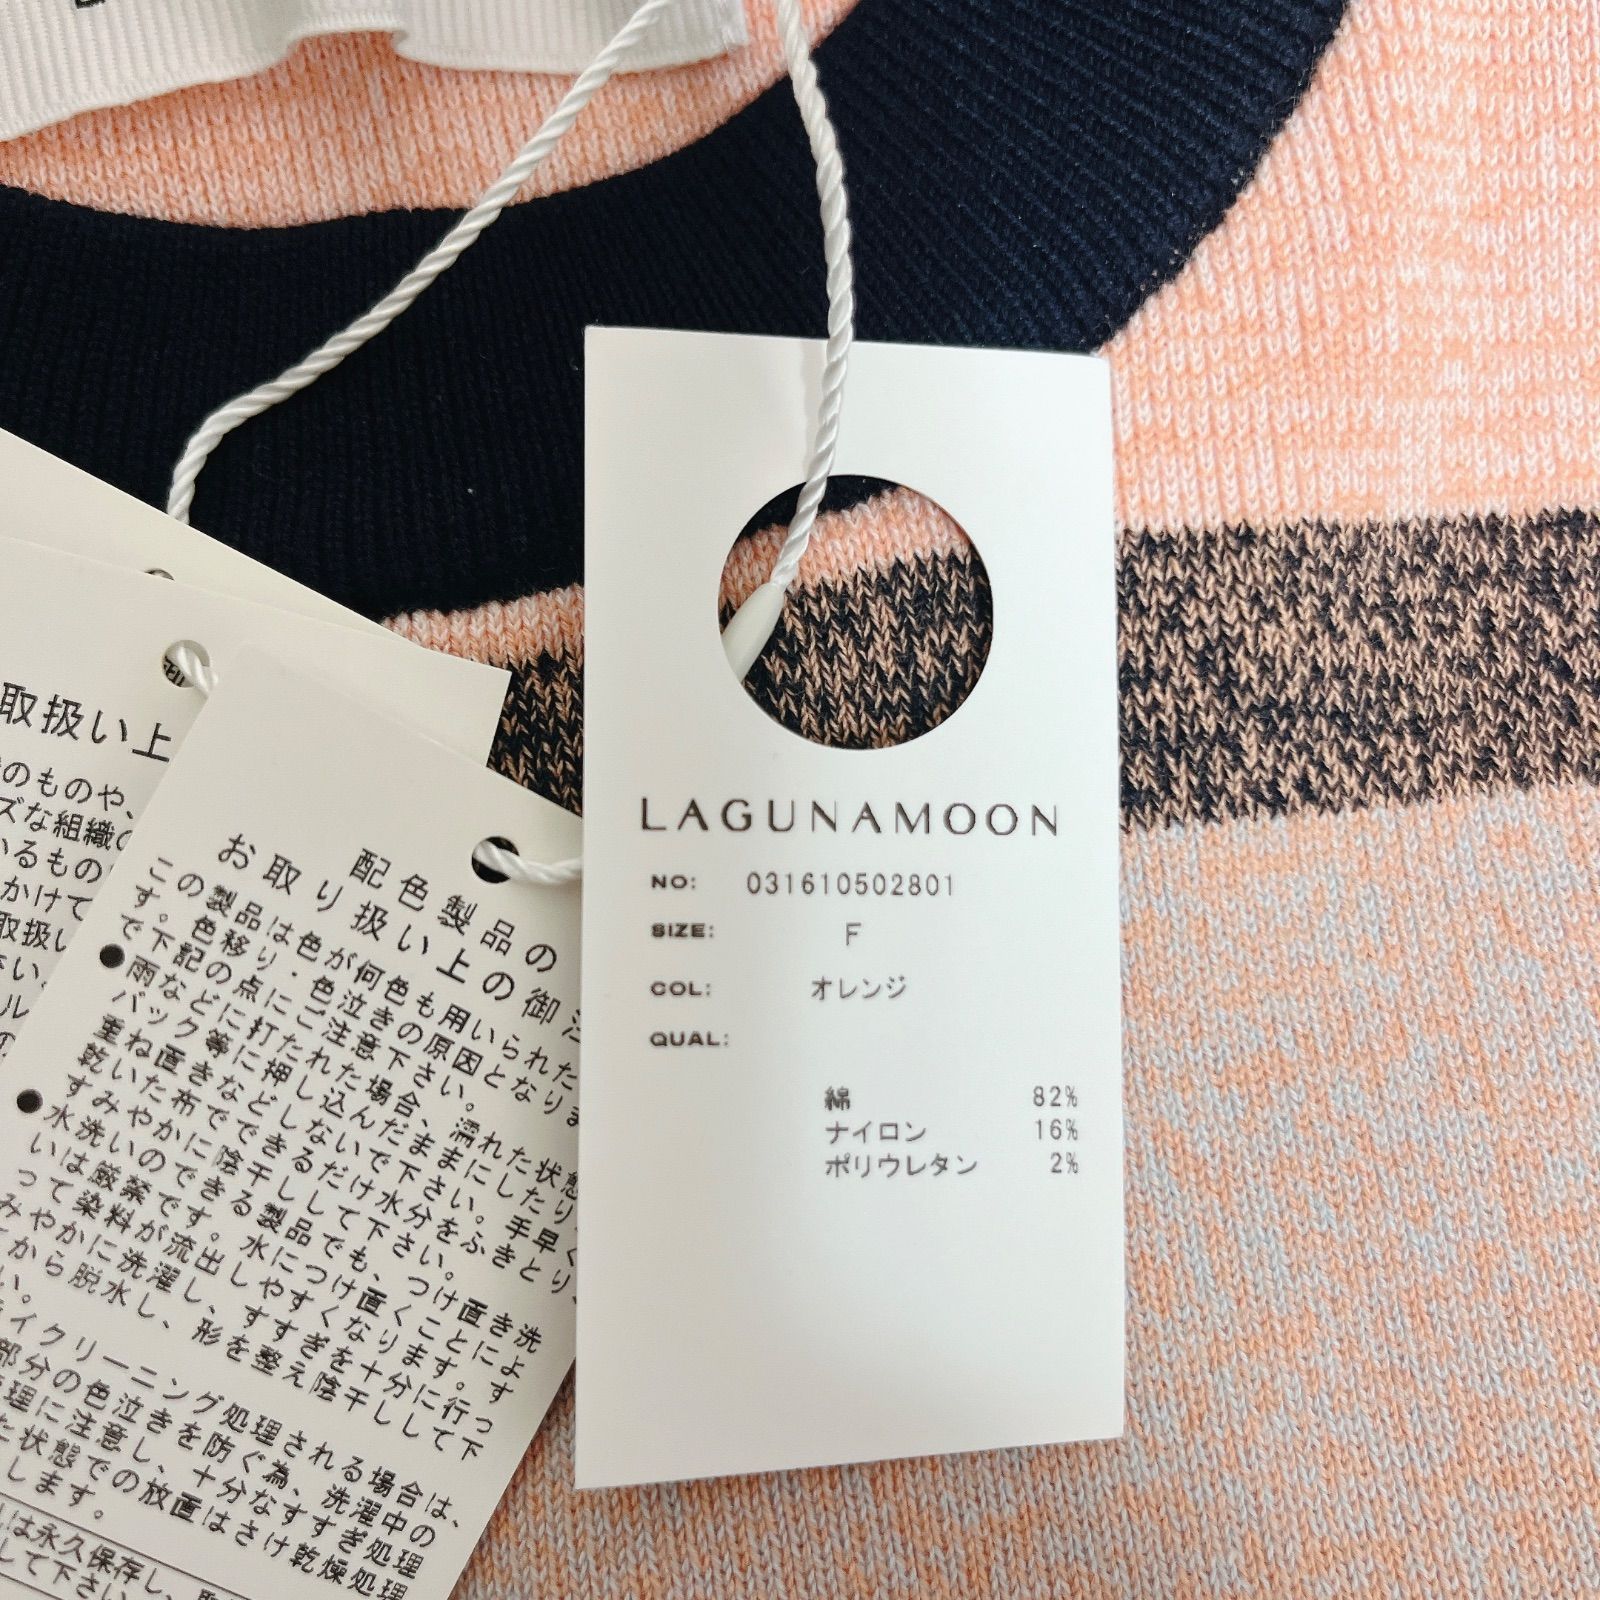 LAGUNAMOON
NO: 031610502801
SIZE: F
COL: オレンジ
QUAL:
綿 82%
ナイロン 16%
ポリウレタン 2%
取扱い上
のものや、
ズな組織の
いるもの
かけて
取扱い
配色製品の
お取り扱い上の御注
この製品は色が何色も用いられた
す。色移り・色泣きの原因となりま
で下記の点にご注意下さい。
●雨などに打たれた場合、濡れた状態
バック等に押し込んだままにしたり
重ね置きなどしないで下さい。手早く
乾いた布でできるだけ水分をふきとり、
すみやかに陰干しして下さい。
●水洗いのできる製品でも、つけ置き洗
いは厳禁です。水につけ置くことによ
って染料が流出しやすくなります。す
みやかに洗濯し、すすぎを十分に行っ
てから脱水し、形を整え陰干しして下
い。
イクリーニング処理される場合は、
部分の色泣きを防ぐ為、洗濯中の
理に注意し、十分なすすぎ処理
た状態での放置はさけ乾燥処理
します。
は永久保存し、
して下さい